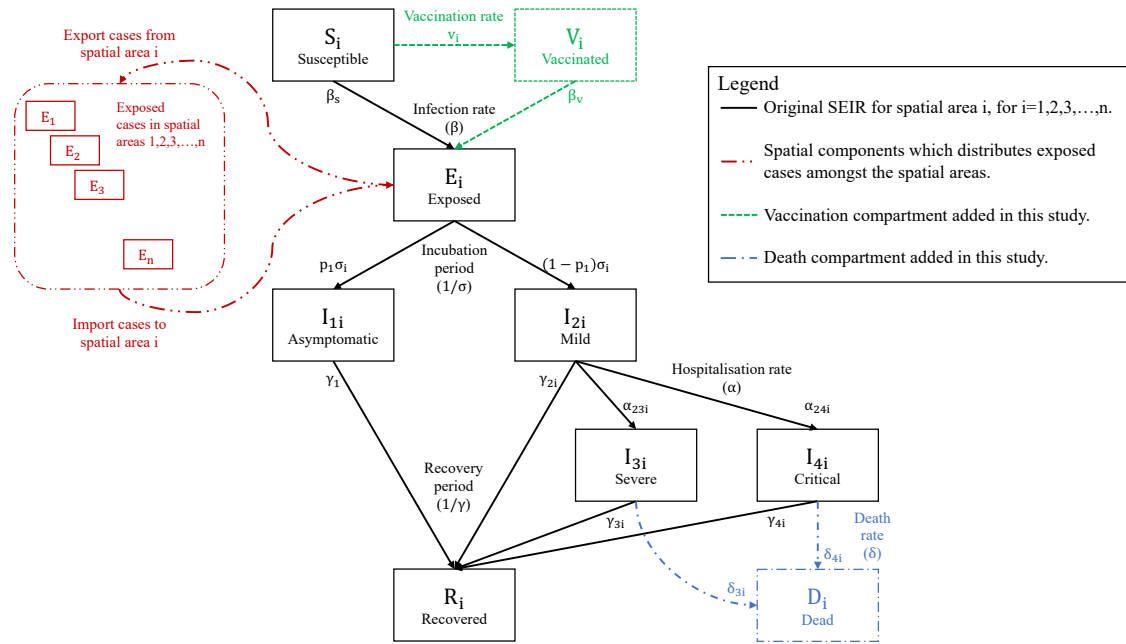 Export cases from
spatial area i
Exposed
cases in spatial
areas 1,2,3,…,n
E₁
E₂
E₃
Eₙ
Import cases to
spatial area i
Sᵢ
Susceptible
Vaccination rate
vᵢ
Vᵢ
Vaccinated
βₛ
Infection rate
(β)
βᵥ
Eᵢ
Exposed
p₁σᵢ
Incubation
period
(1/σ)
(1 − p₁)σᵢ
I₁ᵢ
Asymptomatic
I₂ᵢ
Mild
γ₁
γ₂ᵢ
Hospitalisation rate
(α)
α₂₃ᵢ
α₂₄ᵢ
I₃ᵢ
Severe
I₄ᵢ
Critical
Recovery
period
(1/γ)
γ₃ᵢ
γ₄ᵢ
Death
rate
(δ)
δ₄ᵢ
δ₃ᵢ
Rᵢ
Recovered
Dᵢ
Dead
Legend
Original SEIR for spatial area i, for i=1,2,3,…,n.
Spatial components which distributes exposed
cases amongst the spatial areas.
Vaccination compartment added in this study.
Death compartment added in this study.